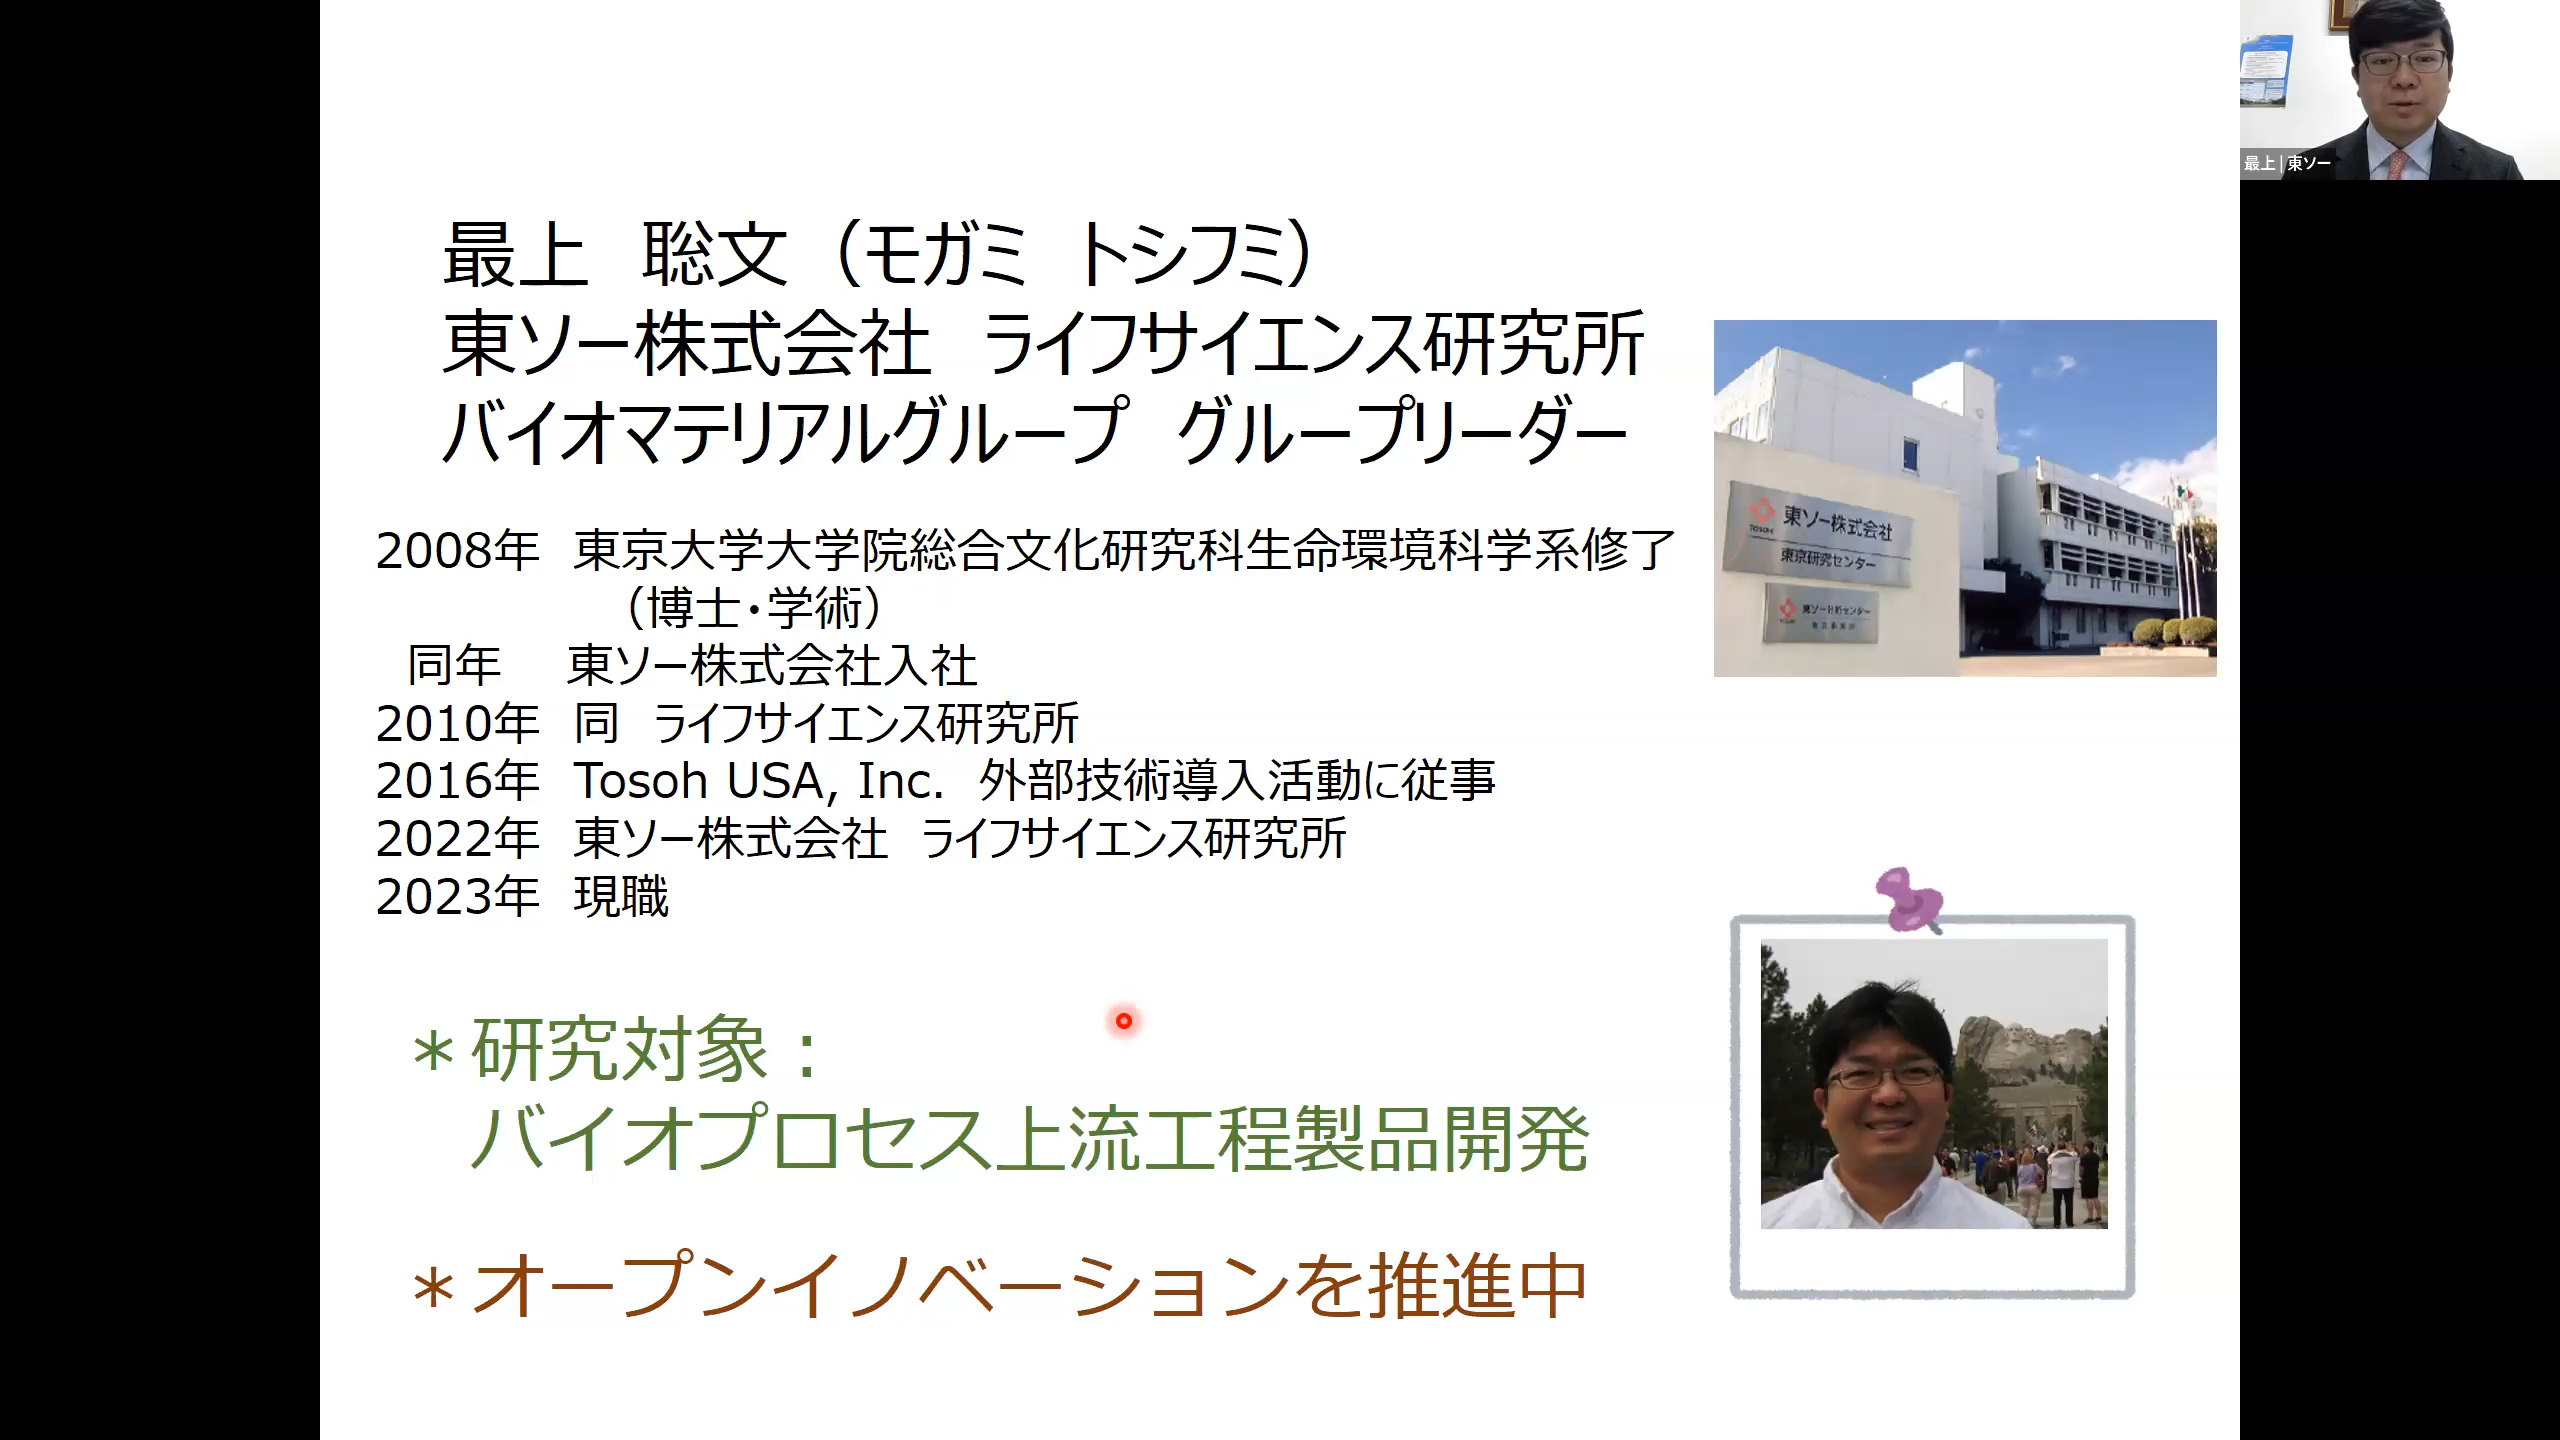 最上　聡文（モガミ　トシフミ）
東ソー株式会社　ライフサイエンス研究所
バイオマテリアルグループ　グループリーダー
2008年　東京大学大学院総合文化研究科生命環境科学系修了
（博士・学術）
同年　東ソー株式会社入社
2010年　同　ライフサイエンス研究所
2016年　Tosoh USA, Inc.　外部技術導入活動に従事
2022年　東ソー株式会社　ライフサイエンス研究所
2023年　現職
＊研究対象：
バイオプロセス上流工程製品開発
＊オープンイノベーションを推進中
TOSOH 東ソー株式会社
東京研究センター
東ソー分析センター
最上 | 東ソー